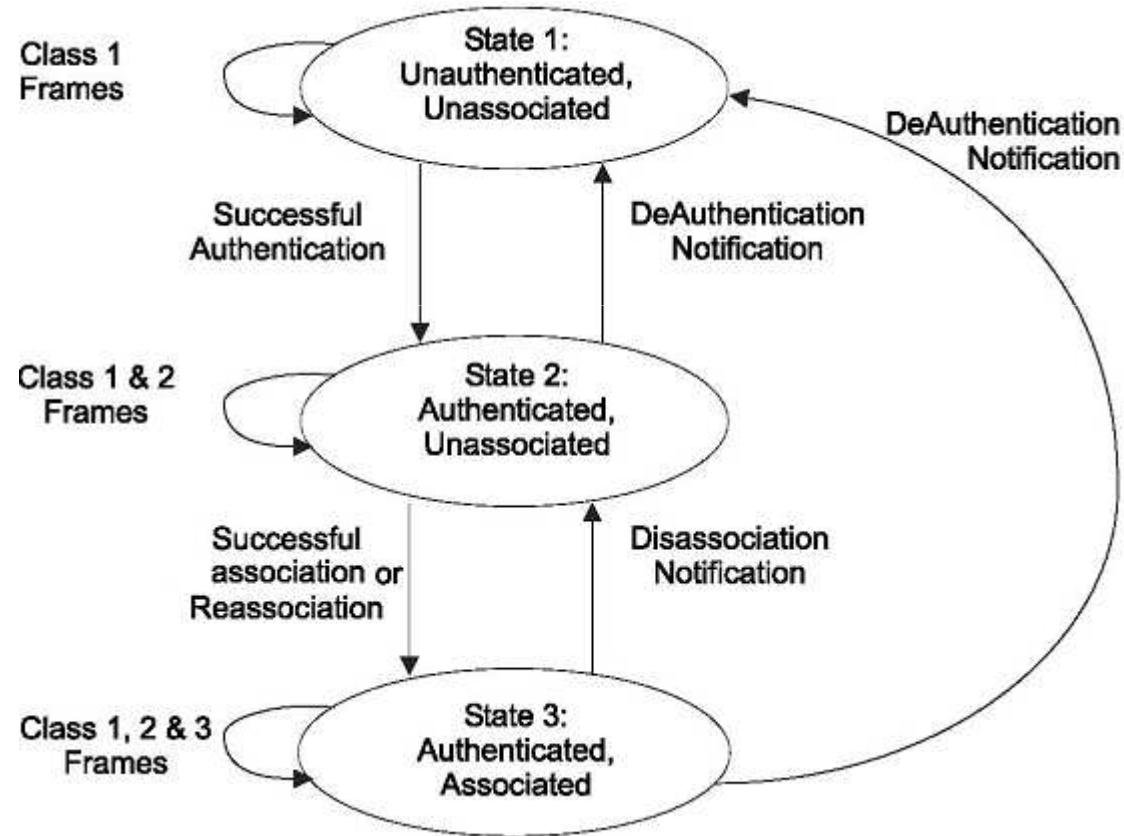 Class 1
Frames
State 1:
Unauthenticated,
Unassociated
DeAuthentication
Notification
Successful
Authentication
DeAuthentication
Notification
Class 1 & 2
Frames
State 2:
Authenticated,
Unassociated
Successful
association or
Reassociation
Disassociation
Notification
Class 1, 2 & 3
Frames
State 3:
Authenticated,
Associated